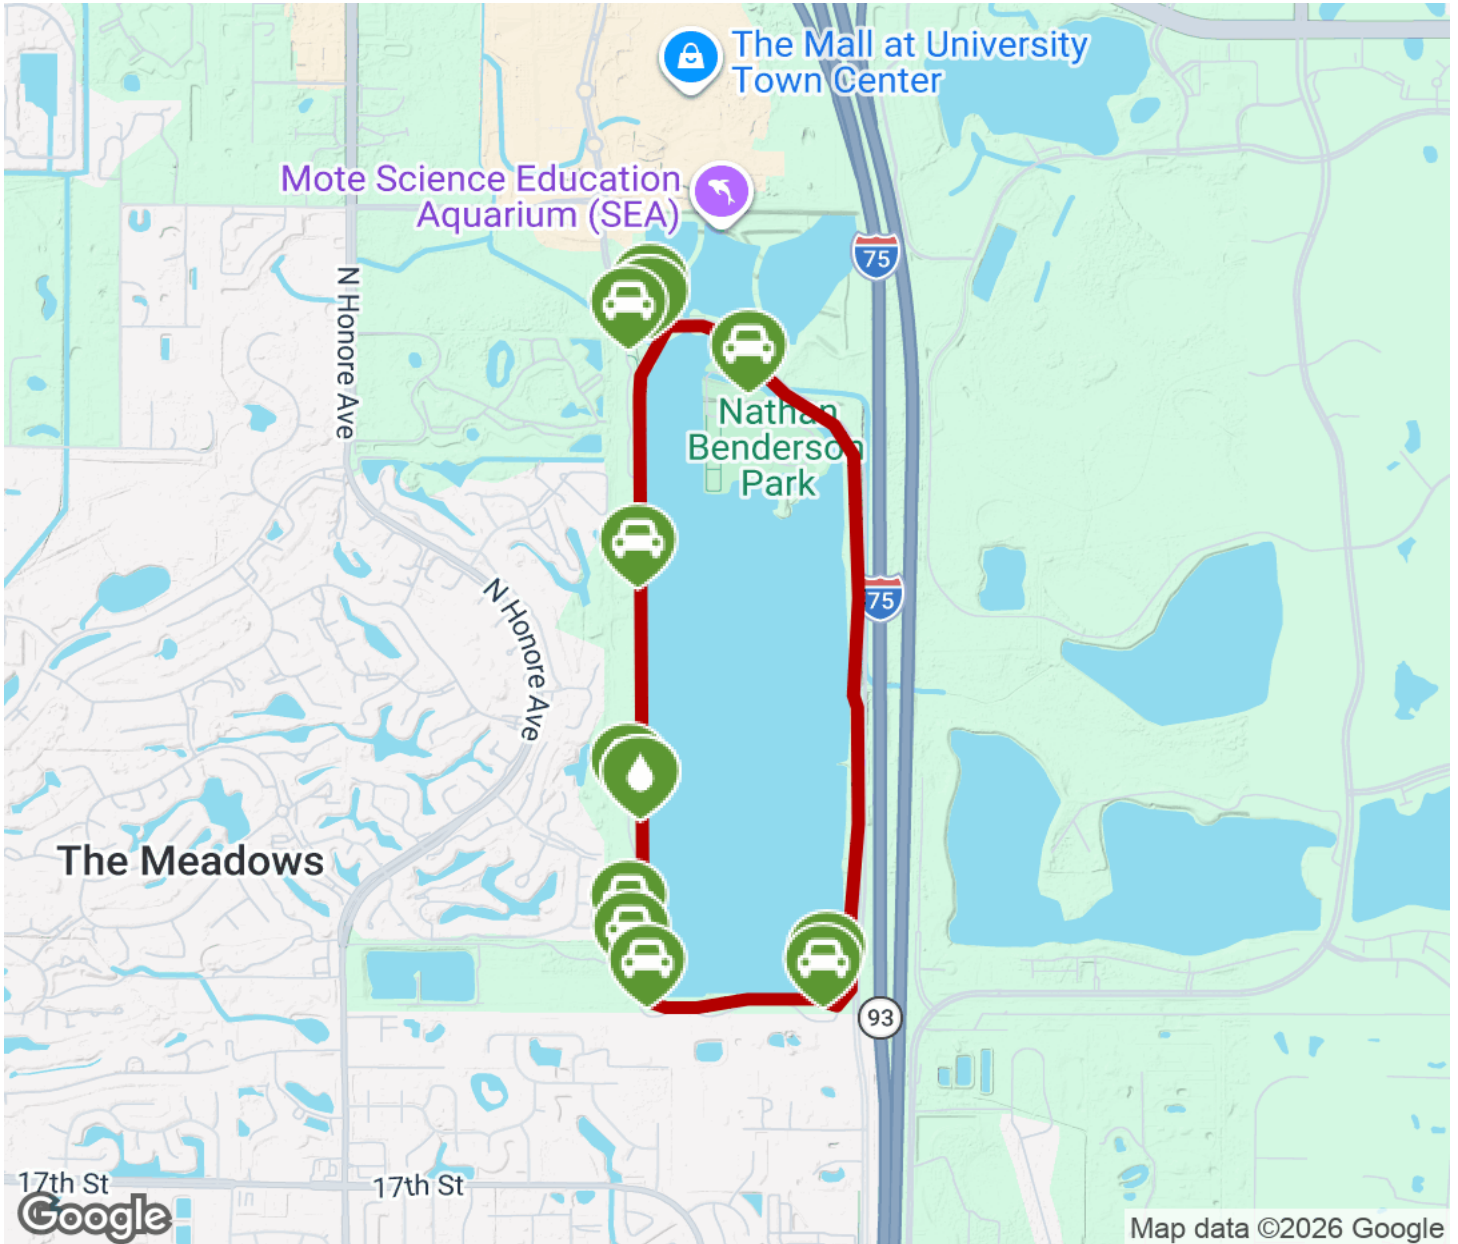 The Mall at University
Town Center
Mote Science Education
Aquarium (SEA)
75
N Honore Ave
Nathan
Benderson
Park
75
N Honore Ave
The Meadows
93
17th St
17th St
Google
Map data ©2026 Google